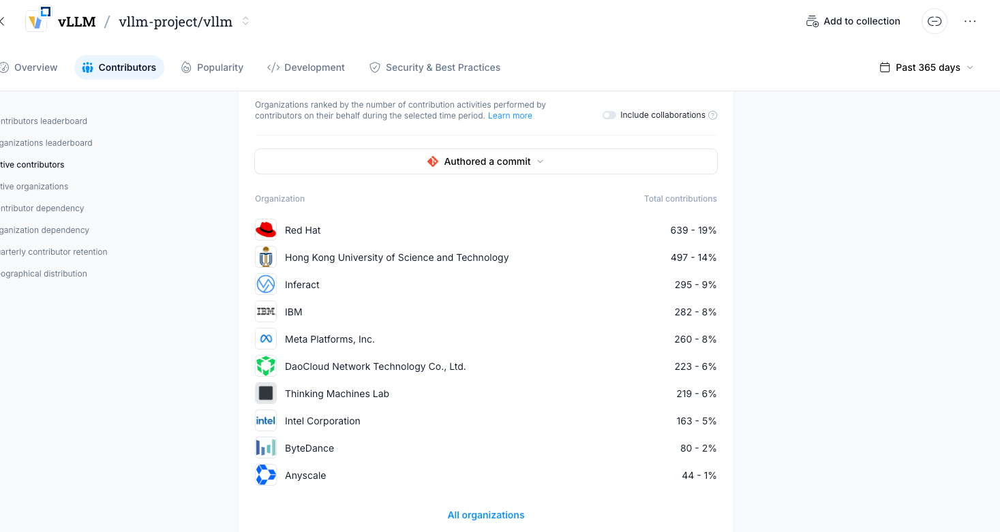 vLLM / vllm-project/vllm
Add to collection
Overview
Contributors
Popularity
Development
Security & Best Practices
Past 365 days
ntributors leaderboard
ganizations leaderboard
tive contributors
tive organizations
ntributor dependency
ganization dependency
arterly contributor retention
ographical distribution
Organizations ranked by the number of contribution activities performed by
contributors on their behalf during the selected time period. Learn more
Include collaborations ?
Authored a commit
Organization Total contributions
Red Hat 639 - 19%
Hong Kong University of Science and Technology 497 - 14%
Inferact 295 - 9%
IBM IBM 282 - 8%
Meta Platforms, Inc. 260 - 8%
DaoCloud Network Technology Co., Ltd. 223 - 6%
Thinking Machines Lab 219 - 6%
intel Intel Corporation 163 - 5%
ByteDance 80 - 2%
Anyscale 44 - 1%
All organizations